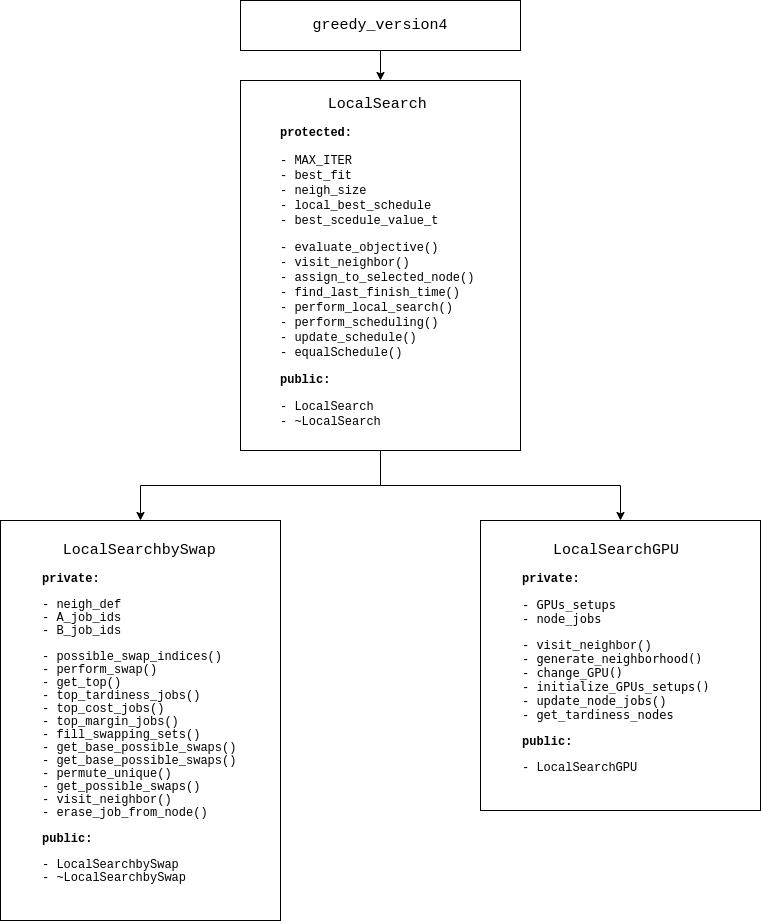 greedy_version4
LocalSearch
protected:
- MAX_ITER
- best_fit
- neigh_size
- local_best_schedule
- best_scedule_value_t
- evaluate_objective()
- visit_neighbor()
- assign_to_selected_node()
- find_last_finish_time()
- perform_local_search()
- perform_scheduling()
- update_schedule()
- equalSchedule()
public:
- LocalSearch
- ~LocalSearch
LocalSearchbySwap
private:
- neigh_def
- A_job_ids
- B_job_ids
- possible_swap_indices()
- perform_swap()
- get_top()
- top_tardiness_jobs()
- top_cost_jobs()
- top_margin_jobs()
- fill_swapping_sets()
- get_base_possible_swaps()
- get_base_possible_swaps()
- permute_unique()
- get_possible_swaps()
- visit_neighbor()
- erase_job_from_node()
public:
- LocalSearchbySwap
- ~LocalSearchbySwap
LocalSearchGPU
private:
- GPUs_setups
- node_jobs
- visit_neighbor()
- generate_neighborhood()
- change_GPU()
- initialize_GPUs_setups()
- update_node_jobs()
- get_tardiness_nodes
public:
- LocalSearchGPU